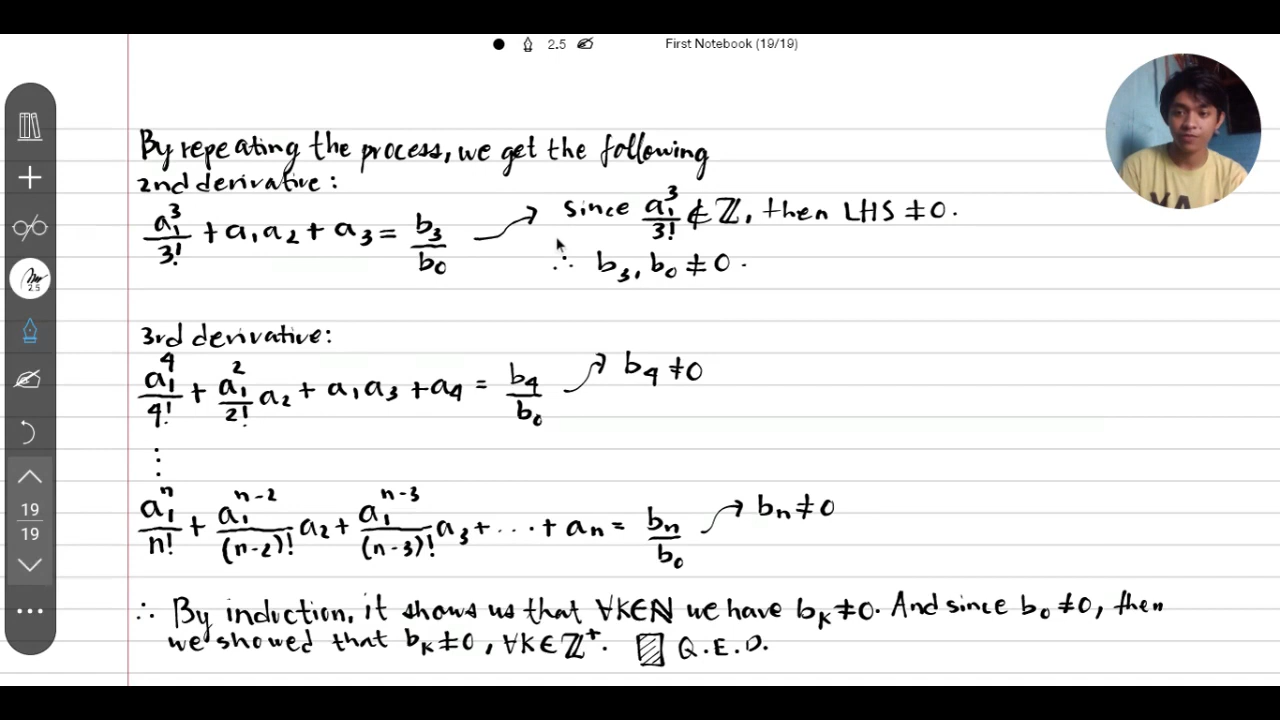 2.5 First Notebook (19/19)
By repeating the process, we get the following
2nd derivative:
a₁³/3! + a₁a₂ + a₃ = b₃/b₀ → since a₁³/3! ∉ ℤ, then LHS ≠ 0.
∴ b₃, b₀ ≠ 0.
3rd derivative:
a₁⁴/4! + a₁²/2! a₂ + a₁a₃ + a₄ = b₄/b₀ → b₄ ≠ 0
⋮
a₁ⁿ/n! + a₁ⁿ⁻²/(n-2)! a₂ + a₁ⁿ⁻³/(n-3)! a₃ + ... + aₙ = bₙ/b₀ → bₙ ≠ 0
∴ By induction, it shows us that ∀k∈ℕ we have bₖ ≠ 0. And since b₀ ≠ 0, then
we showed that bₖ ≠ 0, ∀k∈ℤ⁺. Q.E.D.
2.5
19
19
YA